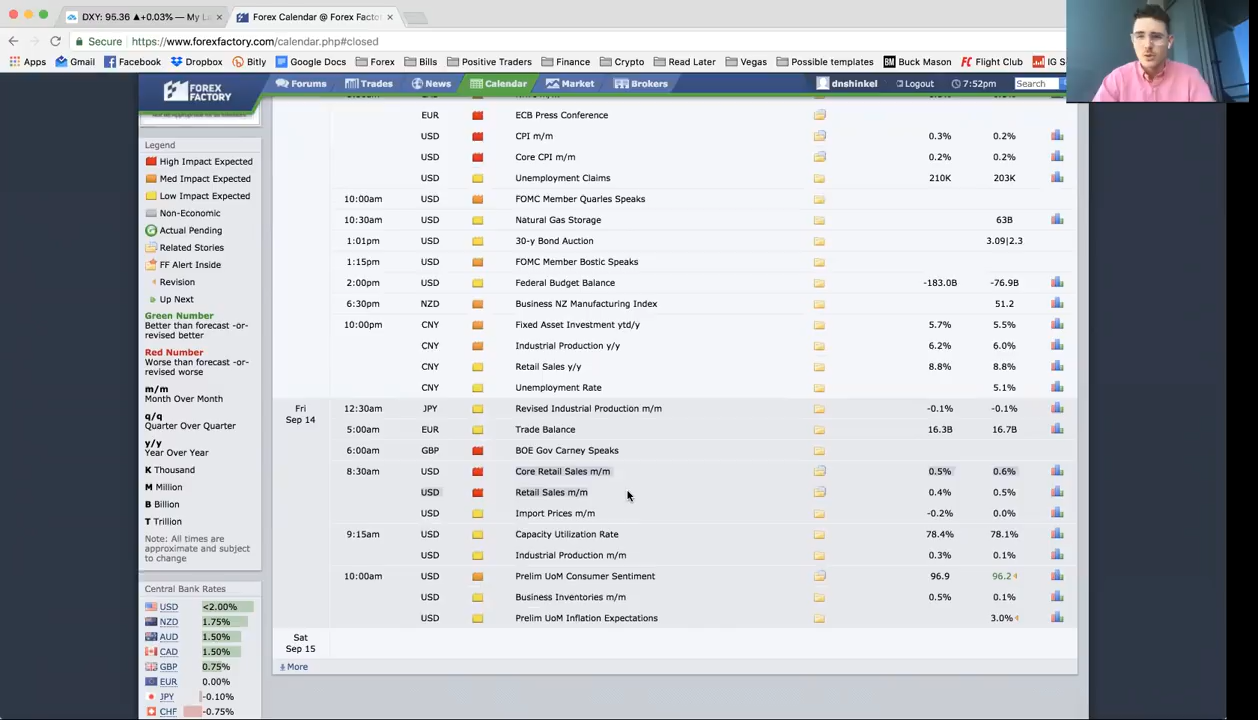 DXY: 95.36 ▲+0.03% — My L
Forex Calendar @ Forex Facto
Secure
https://www.forexfactory.com/calendar.php#closed
Apps Gmail Facebook Dropbox Bitly Google Docs Forex Bills Positive Traders Finance Crypto Read Later Vegas Possible templates Buck Mason Flight Club IG S
FOREX FACTORY
Forums Trades News Calendar Market Brokers dnshinkel Logout 7:52pm Search
Legend
High Impact Expected
Med Impact Expected
Low Impact Expected
Non-Economic
Actual Pending
Related Stories
FF Alert Inside
Revision
Up Next
Green Number
Better than forecast -or-
revised better
Red Number
Worse than forecast -or-
revised worse
m/m
Month Over Month
q/q
Quarter Over Quarter
y/y
Year Over Year
K Thousand
M Million
B Billion
T Trillion
Note: All times are
approximate and subject
to change
Central Bank Rates
USD <2.00%
NZD 1.75%
AUD 1.50%
CAD 1.50%
GBP 0.75%
EUR 0.00%
JPY -0.10%
CHF -0.75%
EUR ECB Press Conference
USD CPI m/m 0.3% 0.2%
USD Core CPI m/m 0.2% 0.2%
USD Unemployment Claims 210K 203K
10:00am USD FOMC Member Quarles Speaks
10:30am USD Natural Gas Storage 63B
1:01pm USD 30-y Bond Auction 3.09|2.3
1:15pm USD FOMC Member Bostic Speaks
2:00pm USD Federal Budget Balance -183.0B -76.9B
6:30pm NZD Business NZ Manufacturing Index 51.2
10:00pm CNY Fixed Asset Investment ytd/y 5.7% 5.5%
CNY Industrial Production y/y 6.2% 6.0%
CNY Retail Sales y/y 8.8% 8.8%
CNY Unemployment Rate 5.1%
Fri
Sep 14
12:30am JPY Revised Industrial Production m/m -0.1% -0.1%
5:00am EUR Trade Balance 16.3B 16.7B
6:00am GBP BOE Gov Carney Speaks
8:30am USD Core Retail Sales m/m 0.5% 0.6%
USD Retail Sales m/m 0.4% 0.5%
USD Import Prices m/m -0.2% 0.0%
9:15am USD Capacity Utilization Rate 78.4% 78.1%
USD Industrial Production m/m 0.3% 0.1%
10:00am USD Prelim UoM Consumer Sentiment 96.9 96.2
USD Business Inventories m/m 0.5% 0.1%
USD Prelim UoM Inflation Expectations 3.0%
Sat
Sep 15
More